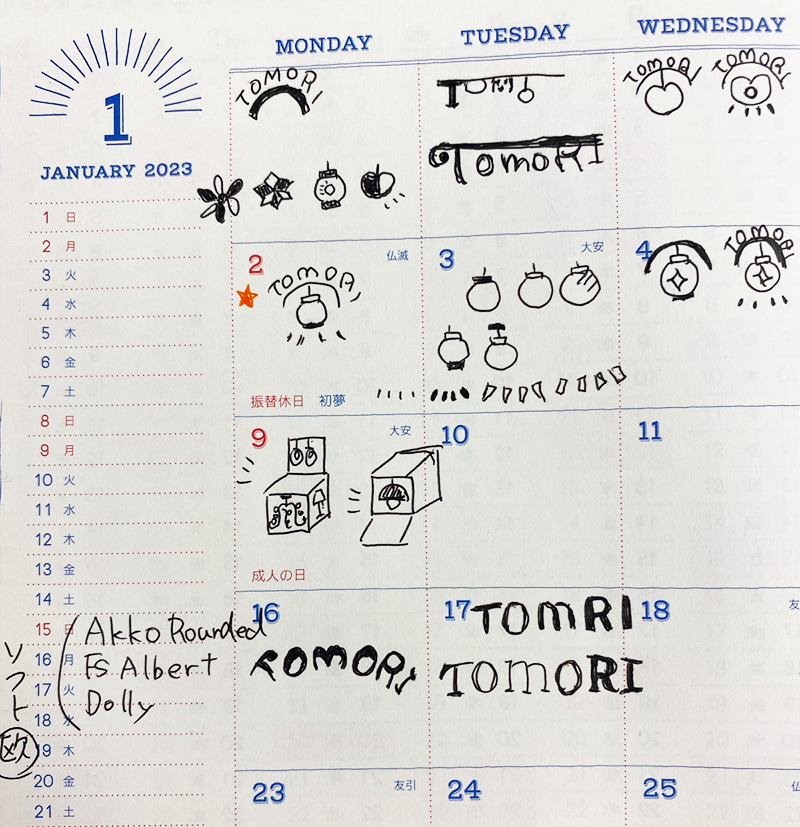 1
JANUARY 2023
1 日
2 月
3 火
4 水
5 木
6 金
7 土
8 日
9 月
10 火
11 水
12 木
13 金
14 土
15 日
16 月
17 火
18 水
19 木
20 金
21 土
ソフト
欧
Akko Rounded
FS Albert
Dolly
MONDAY TUESDAY WEDNESDAY
TOMORI
TOMORI
TOMORI TOMORI
2 仏滅
TOMORI
振替休日 初夢
3 大安
4
TOMORI
9 大安
成人の日
10
11
16
TOMORI
17
TOMRI
TOMORI
18 友
23 友引
24
25 仏